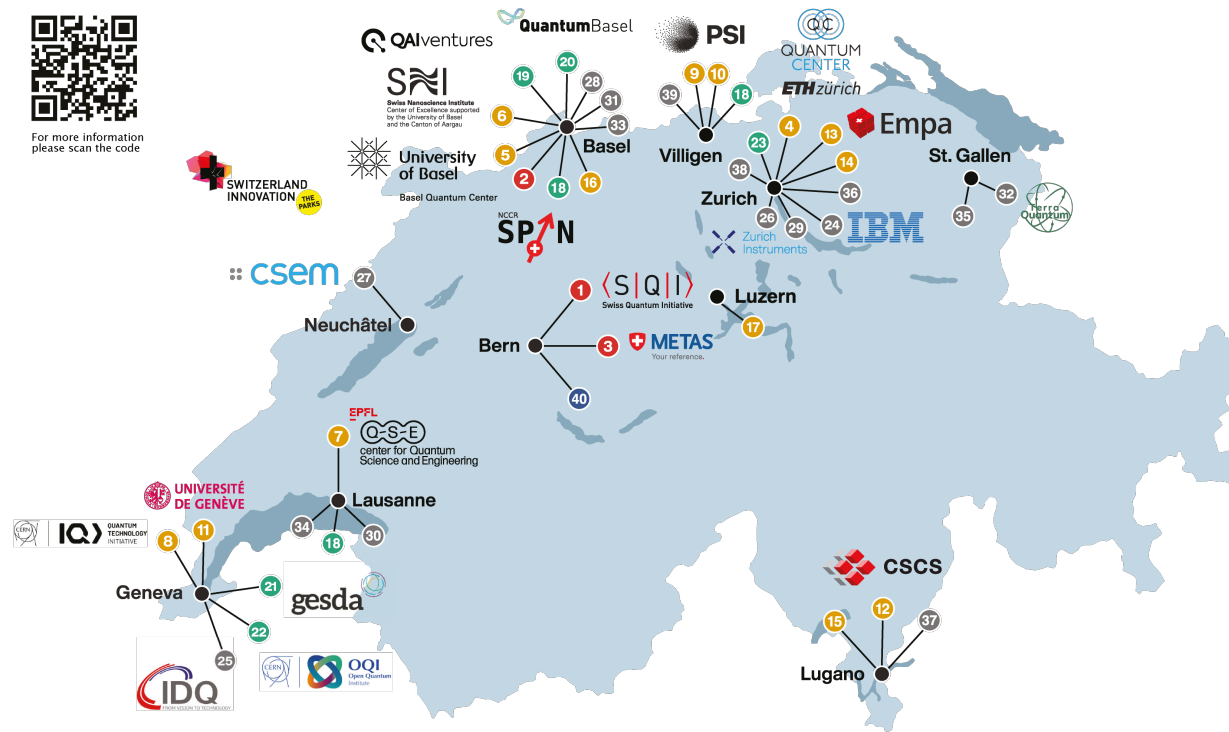 For more information
please scan the code
SWITZERLAND
INNOVATION
THE
PARKS
QAIventures
QuantumBasel
PSI
QC
QUANTUM
CENTER
ETH zürich
SNI
Swiss Nanoscience Institute
Center of Excellence supported
by the University of Basel
and the Canton of Aargau
University
of Basel
Basel Quantum Center
19
20
28
31
33
6
5
2
18
16
Basel
NCCR
SPIN
39
9
10
18
Villigen
Empa
4
13
14
23
38
36
26
29
24
Zurich
IBM
Zurich
Instruments
St. Gallen
32
35
Terra
Quantum
csem
27
Neuchâtel
Bern
1
3
40
⟨S|Q|I⟩
Swiss Quantum Initiative
METAS
Your reference.
Luzern
17
EPFL
Q-S-E
center for Quantum
Science and Engineering
7
Lausanne
34
18
30
UNIVERSITÉ
DE GENÈVE
CERN
IQ
QUANTUM
TECHNOLOGY
INITIATIVE
8
11
Geneva
21
22
25
gesda
IDQ
FROM VISION TO TECHNOLOGY
CERN
OQI
Open Quantum
Institute
CSCS
15
12
37
Lugano